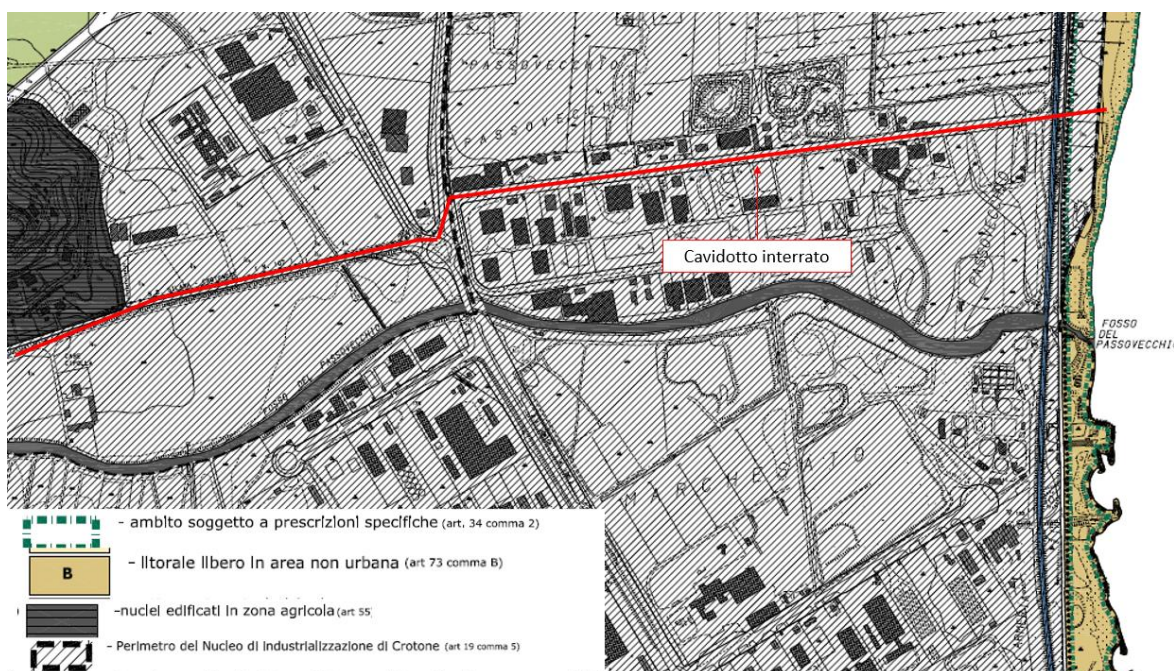 PASSOVECCHIO
PASSOVECCHIO
PASSOVECCHIO
Cavidotto interrato
FOSSO
DEL
PASSOVECCHIO
FOSSO DEL PASSOVECCHIO
CASE
MARCHESATO
- ambito soggetto a prescrizioni specifiche (art. 34 comma 2)
B
- litorale libero in area non urbana (art 73 comma B)
-nuclei edificati in zona agricola (art 55)
- Perimetro del Nucleo di Industrializzazione di Crotone (art 19 comma 5)